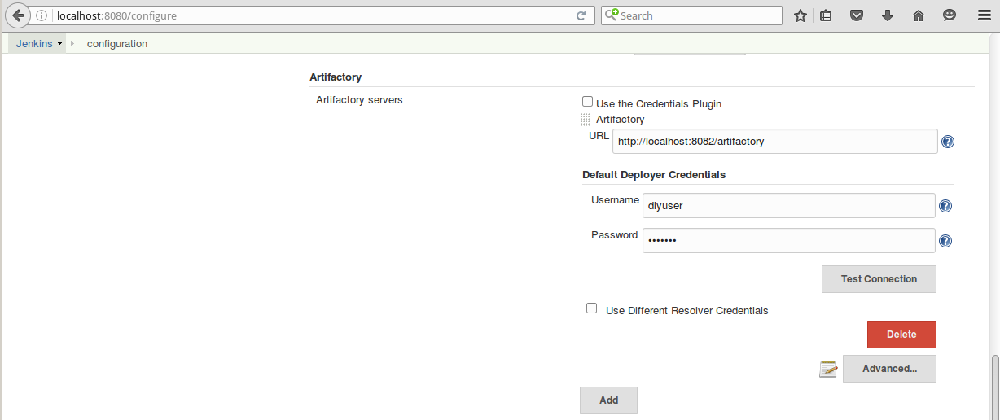 localhost:8080/configure
Search
Jenkins configuration
Artifactory
Artifactory servers
Use the Credentials Plugin
Artifactory
URL http://localhost:8082/artifactory
Default Deployer Credentials
Username diyuser
Password •••••••
Test Connection
Use Different Resolver Credentials
Delete
Advanced...
Add